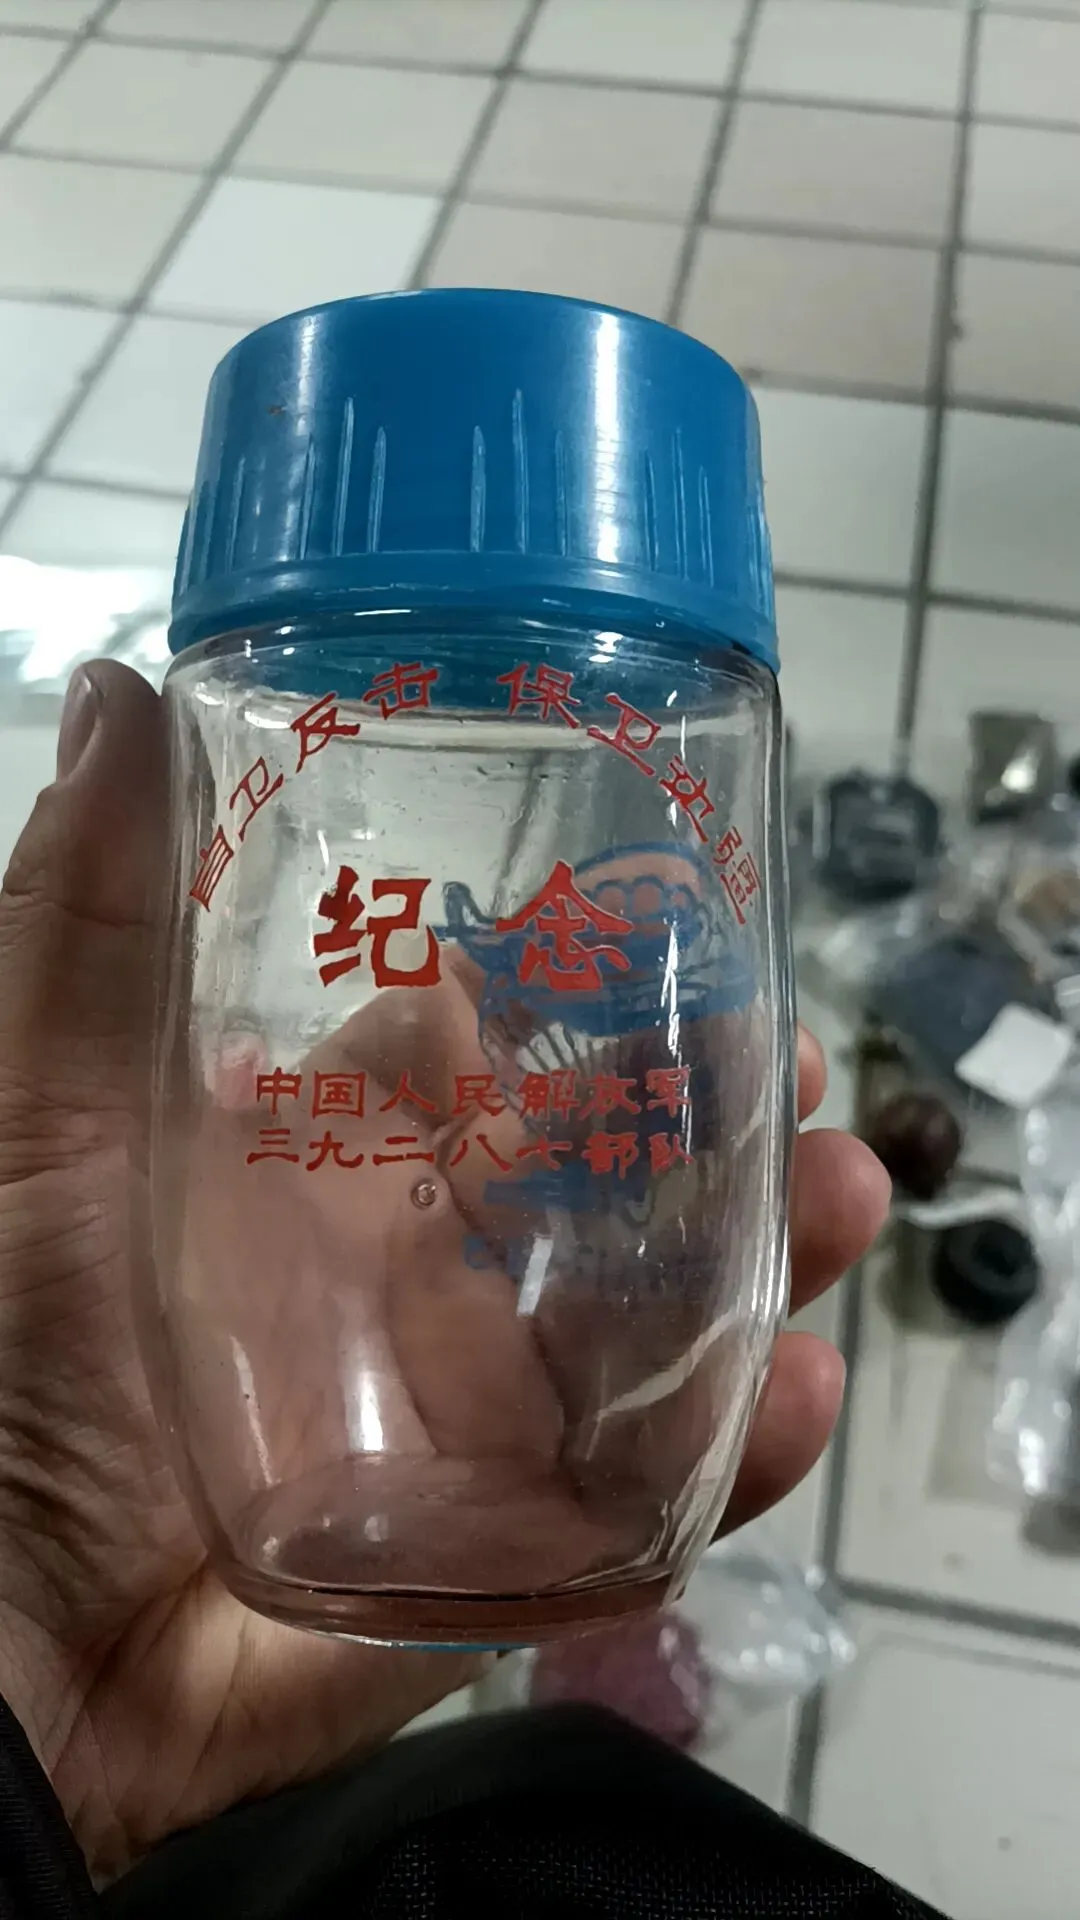 自卫反击 保卫边疆
纪念
中国人民解放军
三九二八七部队